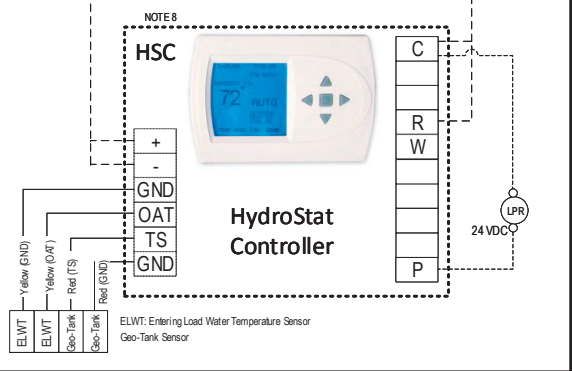 NOTE 8
HSC
C
72°
AUTO
R
W
+
-
GND
OAT
TS
GND
HydroStat
Controller
P
LPR
24 VDC
Yellow (GND)
Yellow (OAT)
Red (TS)
Red (GND)
ELWT
ELWT
Geo-Tank
Geo-Tank
ELWT: Entering Load Water Temperature Sensor
Geo-Tank Sensor